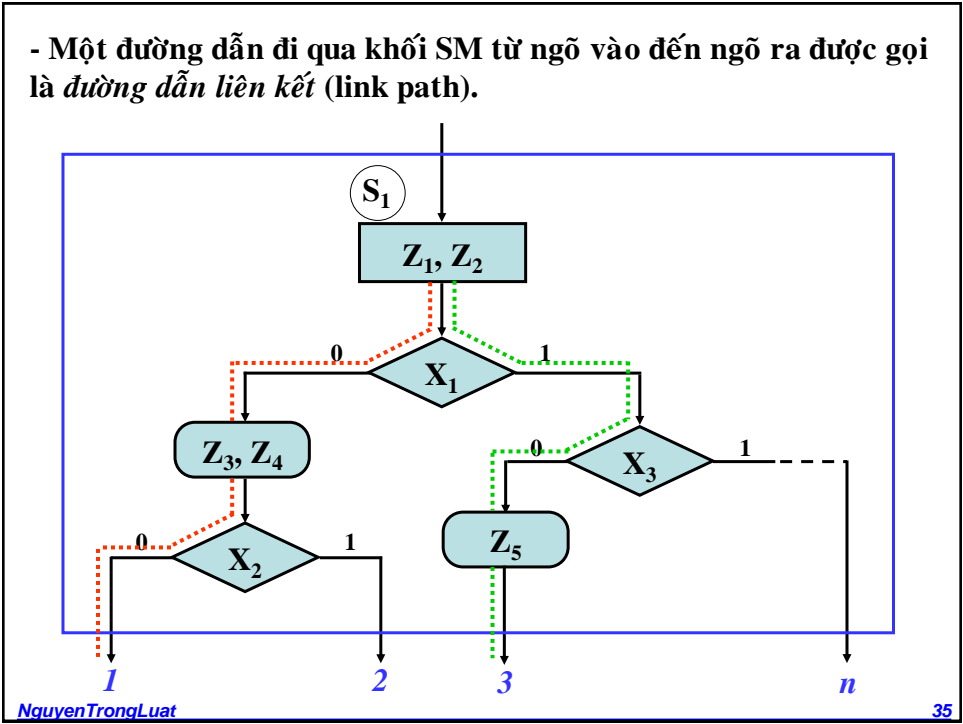 - Một đường dẫn đi qua khối SM từ ngõ vào đến ngõ ra được gọi
là đường dẫn liên kết (link path).
S₁
Z₁, Z₂
0
1
X₁
Z₃, Z₄
0
1
X₃
0
1
X₂
Z₅
1
2
3
n
NguyenTrongLuat
35